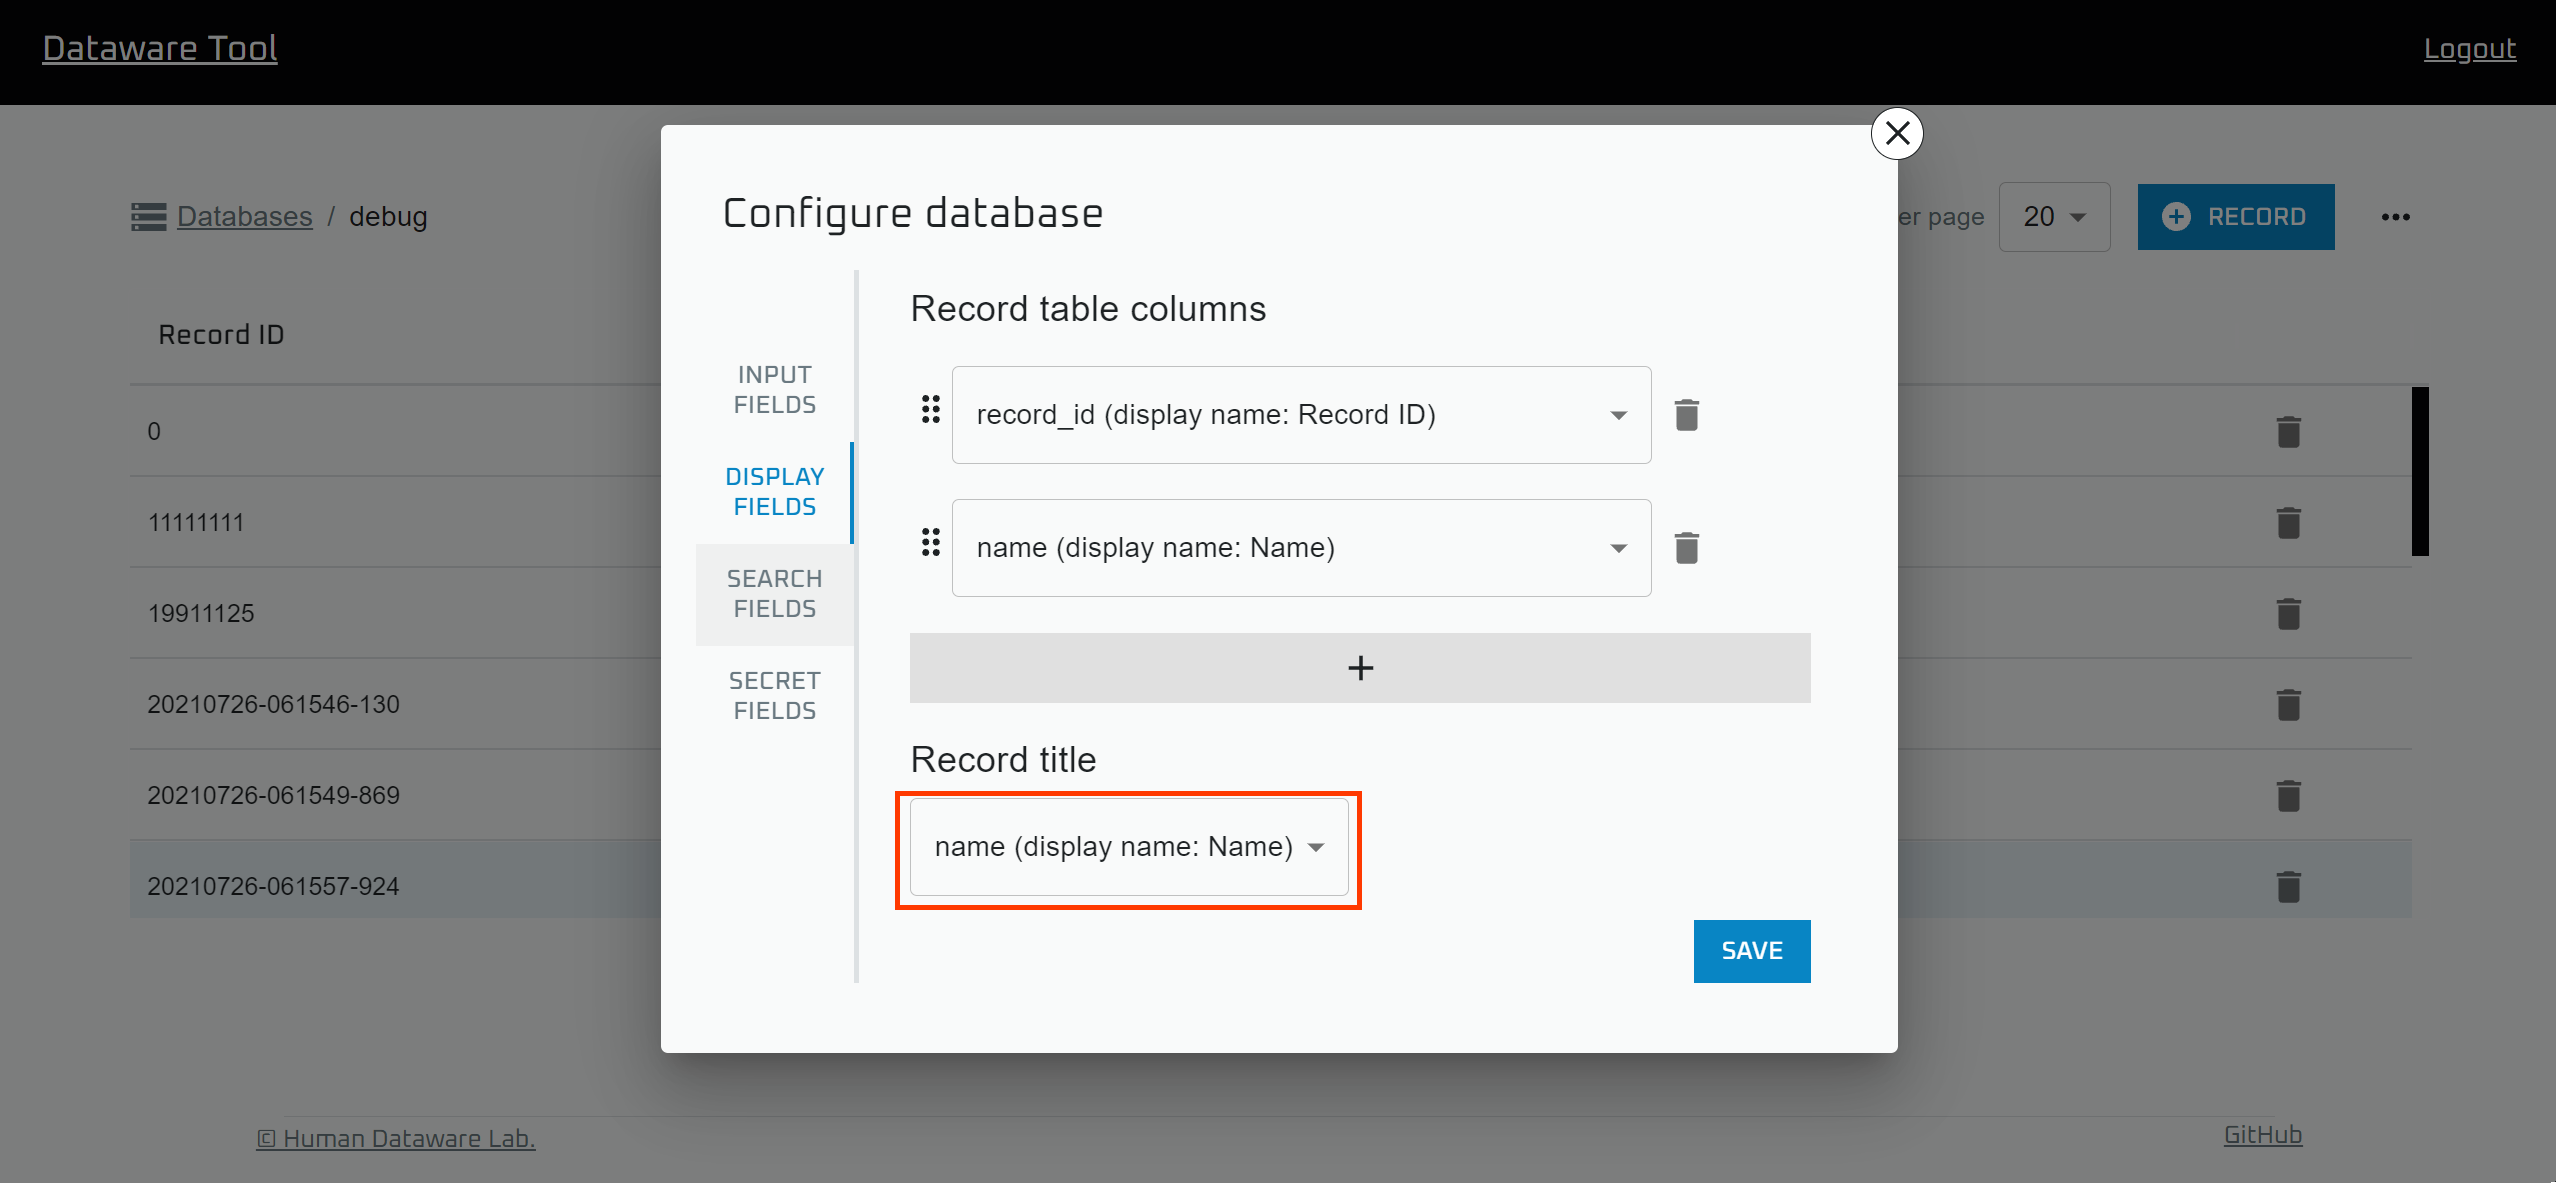 Dataware Tool
Logout
Databases / debug
er page
20
RECORD
Record ID
0
11111111
19911125
20210726-061546-130
20210726-061549-869
20210726-061557-924
Configure database
INPUT
FIELDS
DISPLAY
FIELDS
SEARCH
FIELDS
SECRET
FIELDS
Record table columns
record_id (display name: Record ID)
name (display name: Name)
Record title
name (display name: Name)
SAVE
© Human Dataware Lab.
GitHub